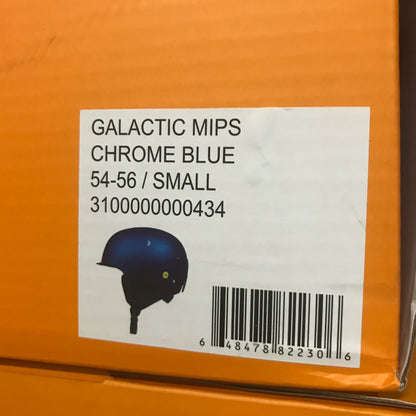 GALACTIC MIPS
CHROME BLUE
54-56 / SMALL
3100000000434
6 48478 82230 6